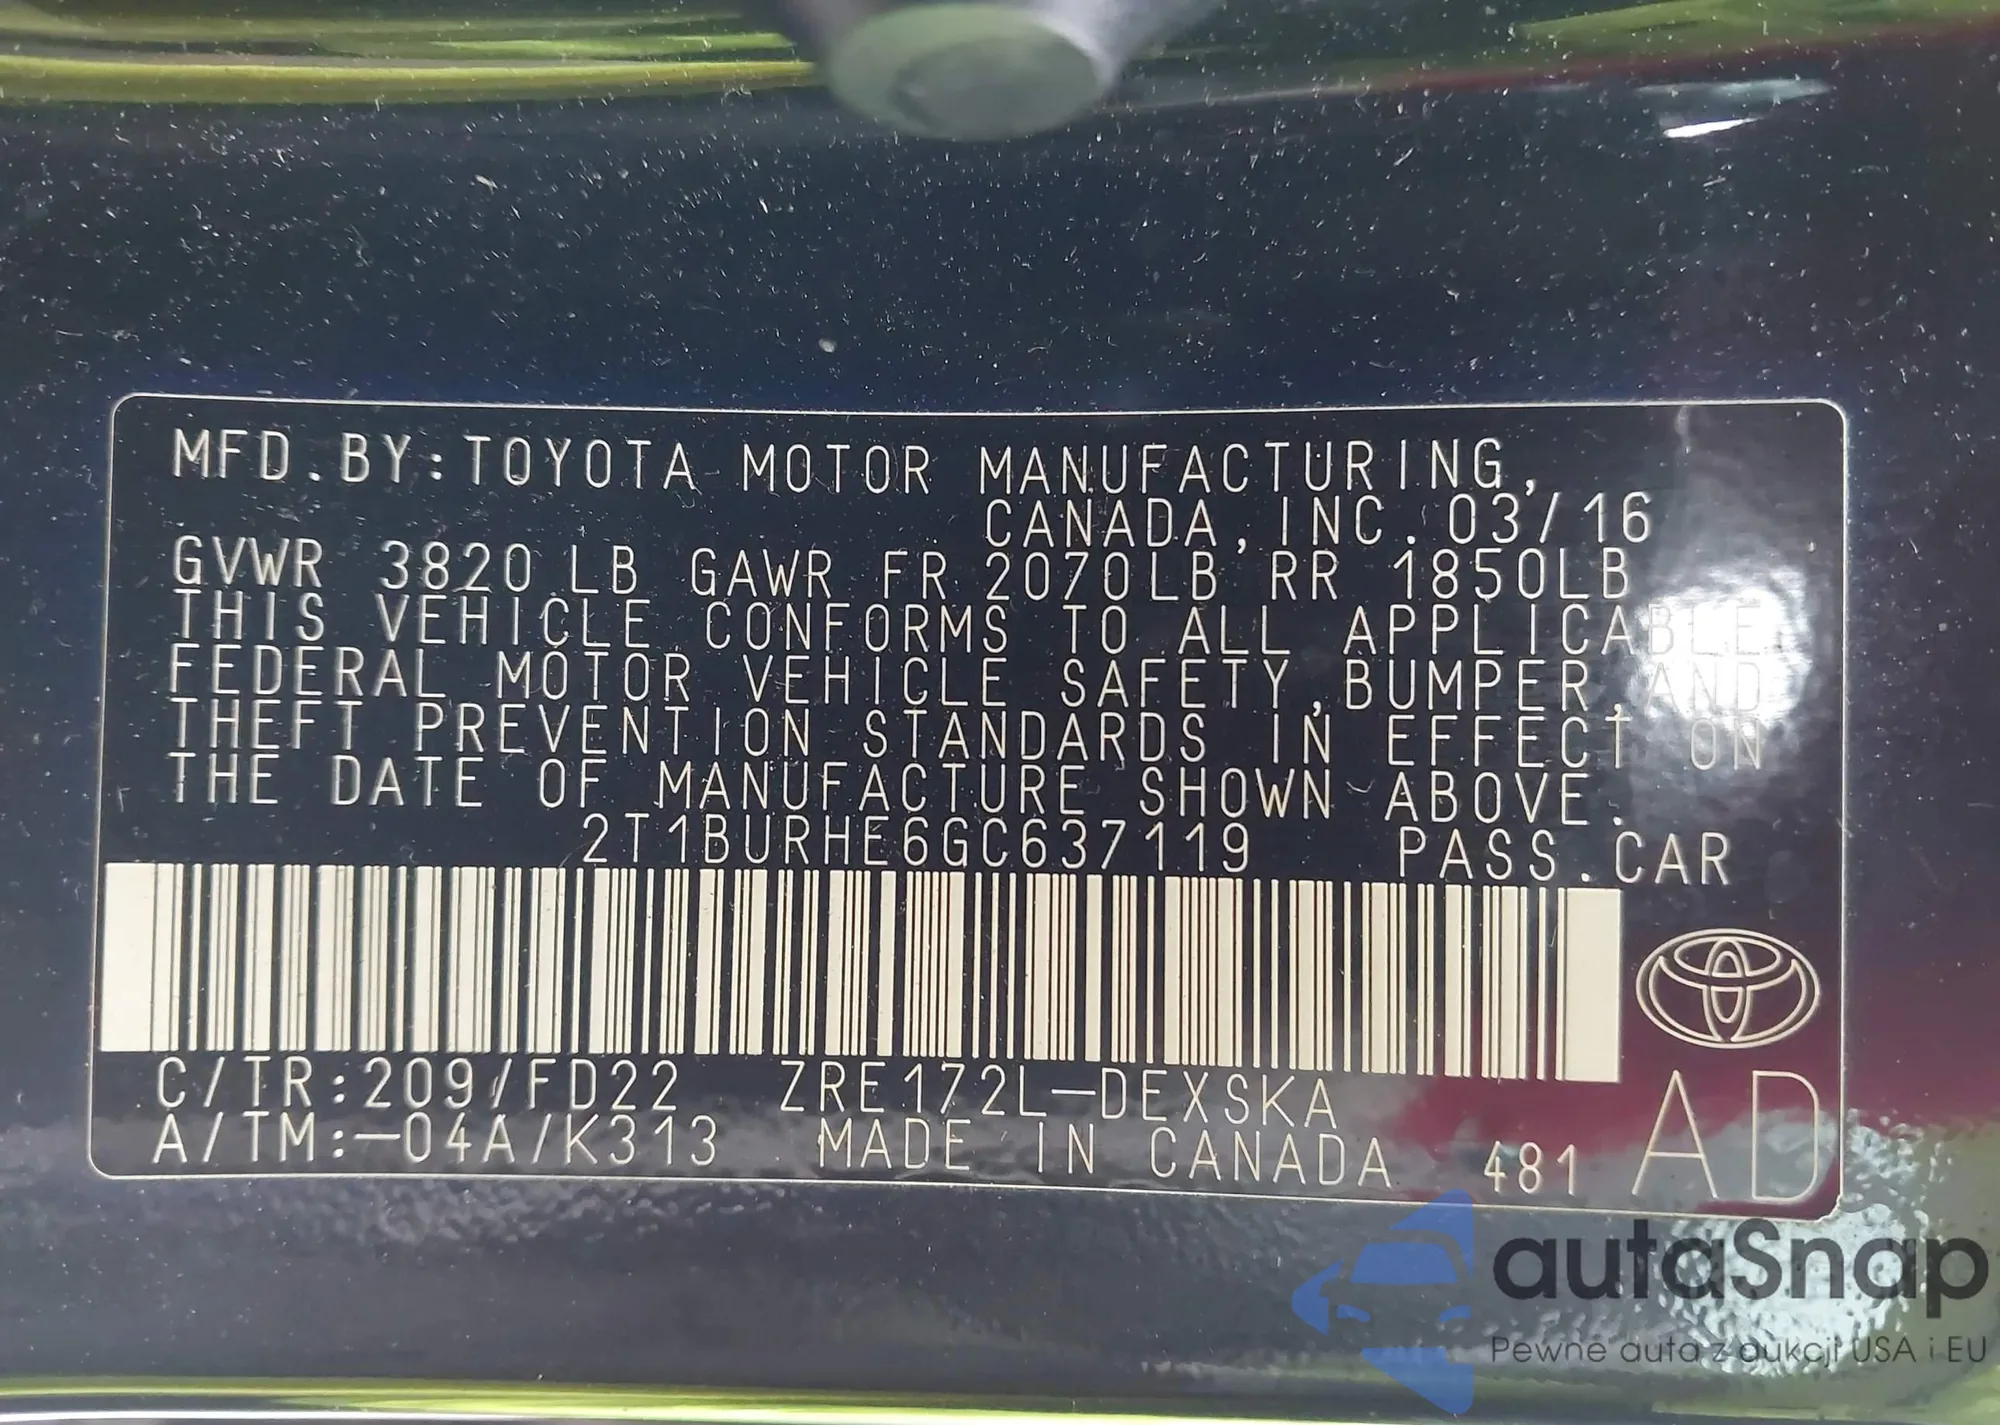 MFD.BY:TOYOTA MOTOR MANUFACTURING,
CANADA,INC.03/16
GVWR 3820 LB GAWR FR 2070LB RR 1850LB
THIS VEHICLE CONFORMS TO ALL APPLICABLE
FEDERAL MOTOR VEHICLE SAFETY,BUMPER,AND
THEFT PREVENTION STANDARDS IN EFFECT ON
THE DATE OF MANUFACTURE SHOWN ABOVE.
2T1BURHE6GC637119 PASS.CAR
C/TR:209/FD22 ZRE172L-DEXSKA
A/TM:-04A/K313 MADE IN CANADA 481 AD
autaSnap
Pewne auta z aukcji USA i EU